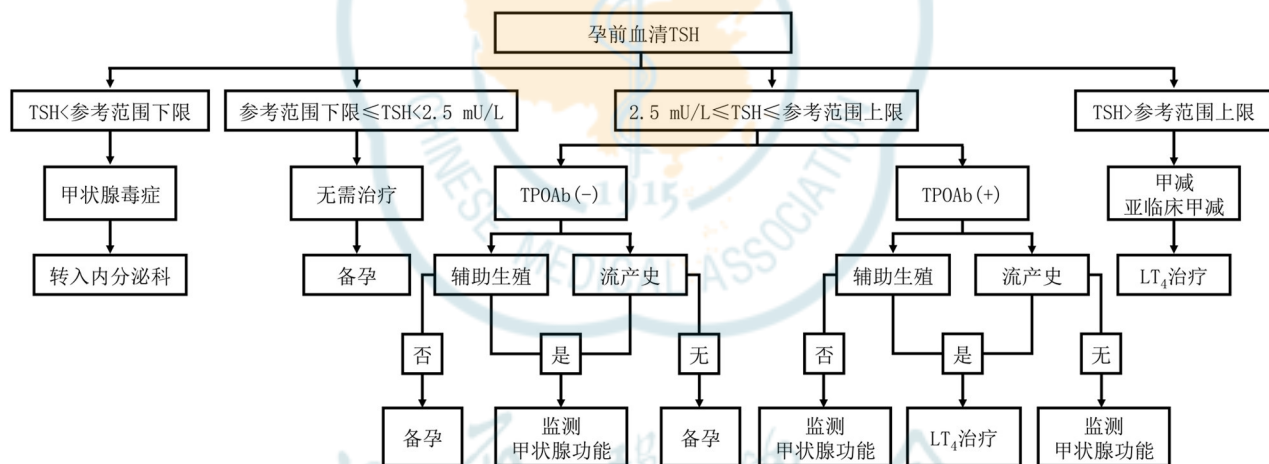 孕前血清TSH
TSH<参考范围下限
参考范围下限≤TSH<2.5 mU/L
2.5 mU/L≤TSH≤参考范围上限
TSH>参考范围上限
甲状腺毒症
无需治疗
TPOAb(-)
TPOAb(+)
甲减
亚临床甲减
转入内分泌科
备孕
辅助生殖
流产史
辅助生殖
流产史
LT₄治疗
否
是
无
否
是
无
备孕
监测
甲状腺功能
备孕
监测
甲状腺功能
LT₄治疗
监测
甲状腺功能
CHINESE MEDICAL ASSOCIATION
1915